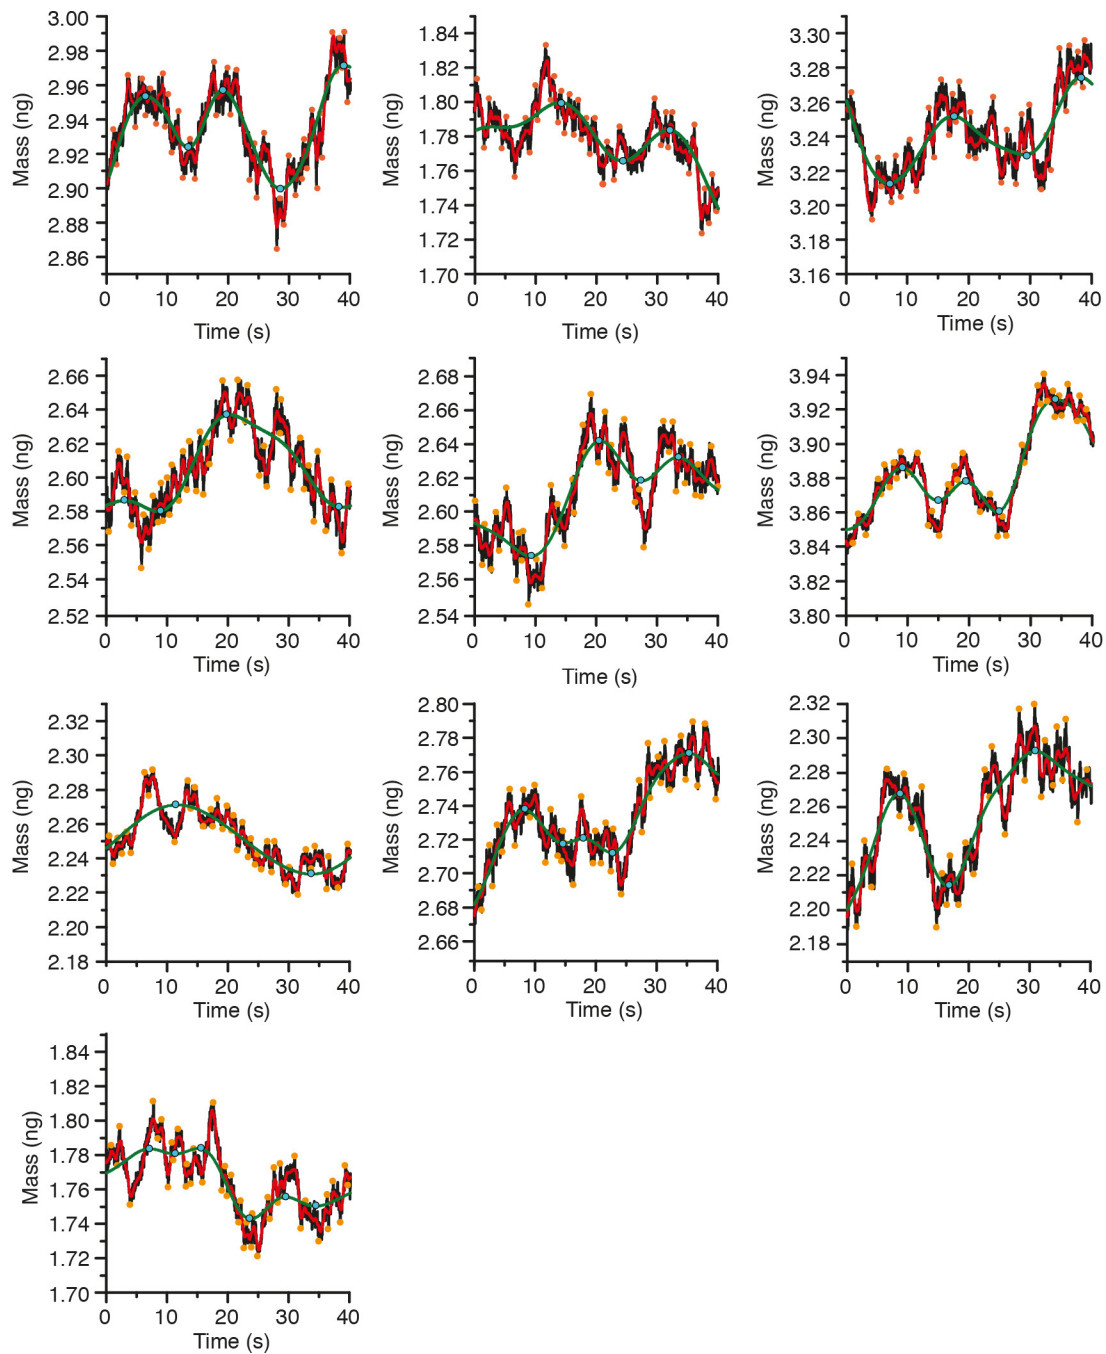 3.00
2.98
2.96
2.94
2.92
2.90
2.88
2.86
Mass (ng)
0 10 20 30 40
Time (s)
1.84
1.82
1.80
1.78
1.76
1.74
1.72
1.70
Mass (ng)
0 10 20 30 40
Time (s)
3.30
3.28
3.26
3.24
3.22
3.20
3.18
3.16
Mass (ng)
0 10 20 30 40
Time (s)
2.66
2.64
2.62
2.60
2.58
2.56
2.54
2.52
Mass (ng)
0 10 20 30 40
Time (s)
2.68
2.66
2.64
2.62
2.60
2.58
2.56
2.54
Mass (ng)
0 10 20 30 40
Time (s)
3.94
3.92
3.90
3.88
3.86
3.84
3.82
3.80
Mass (ng)
0 10 20 30 40
Time (s)
2.32
2.30
2.28
2.26
2.24
2.22
2.20
2.18
Mass (ng)
0 10 20 30 40
Time (s)
2.80
2.78
2.76
2.74
2.72
2.70
2.68
2.66
Mass (ng)
0 10 20 30 40
Time (s)
2.32
2.30
2.28
2.26
2.24
2.22
2.20
2.18
Mass (ng)
0 10 20 30 40
Time (s)
1.84
1.82
1.80
1.78
1.76
1.74
1.72
1.70
Mass (ng)
0 10 20 30 40
Time (s)